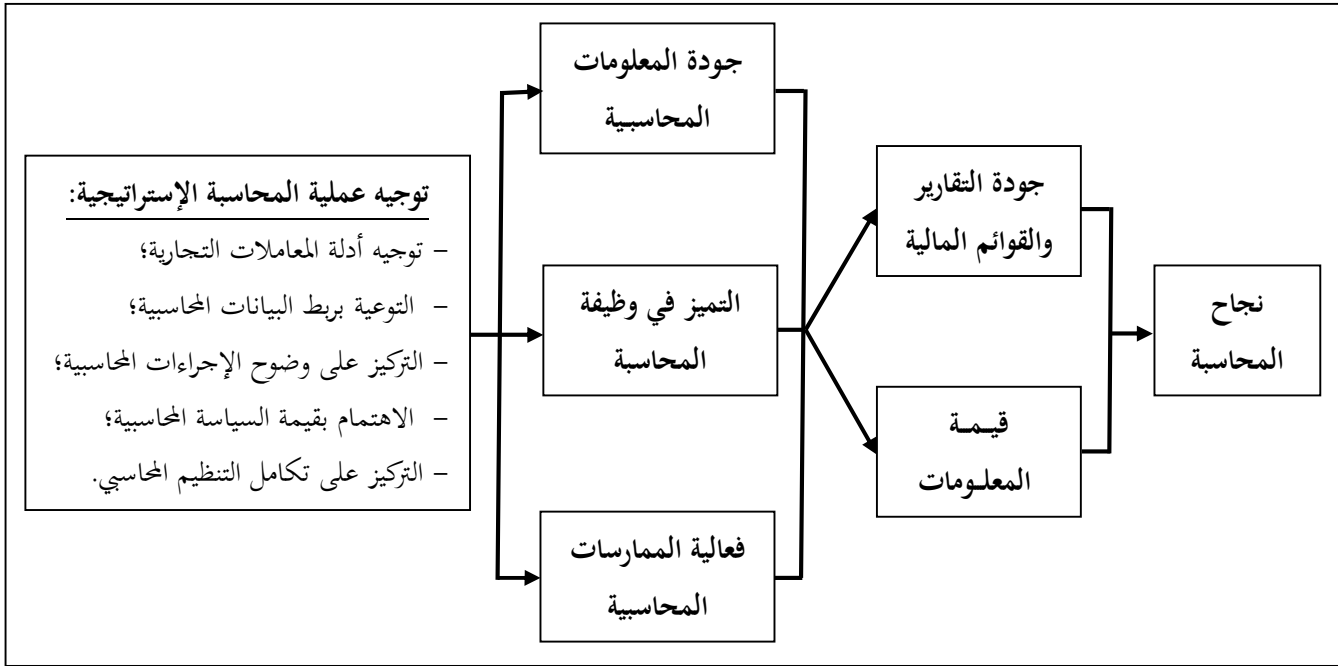 توجيه عملية المحاسبة الإستراتيجية:
– توجيه أدلة المعاملات التجارية؛
– التوعية بربط البيانات المحاسبية؛
– التركيز على وضوح الإجراءات المحاسبية؛
– الاهتمام بقيمة السياسة المحاسبية؛
– التركيز على تكامل التنظيم المحاسبي.
جودة المعلومات
المحاسبية
التميز في وظيفة
المحاسبة
فعالية الممارسات
المحاسبية
جودة التقارير
والقوائم المالية
قيمة
المعلومات
نجاح
المحاسبة